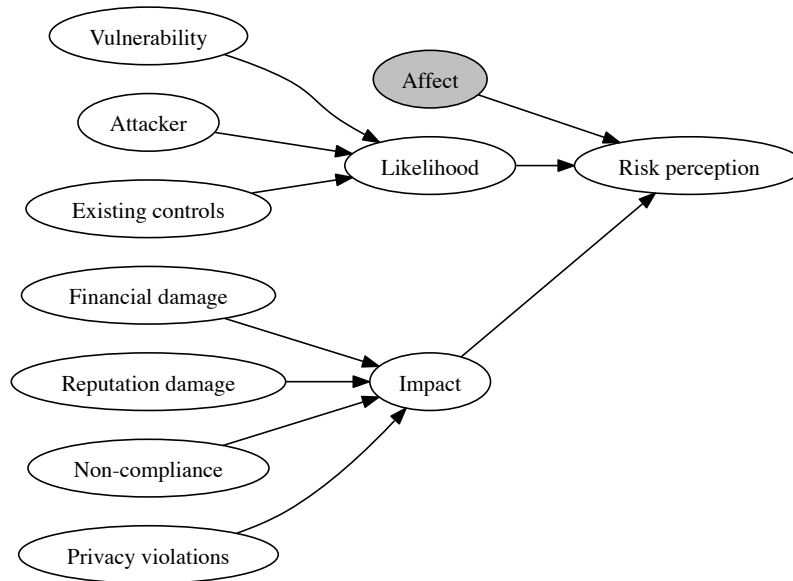 Vulnerability
Affect
Attacker
Likelihood
Risk perception
Existing controls
Financial damage
Reputation damage
Impact
Non-compliance
Privacy violations